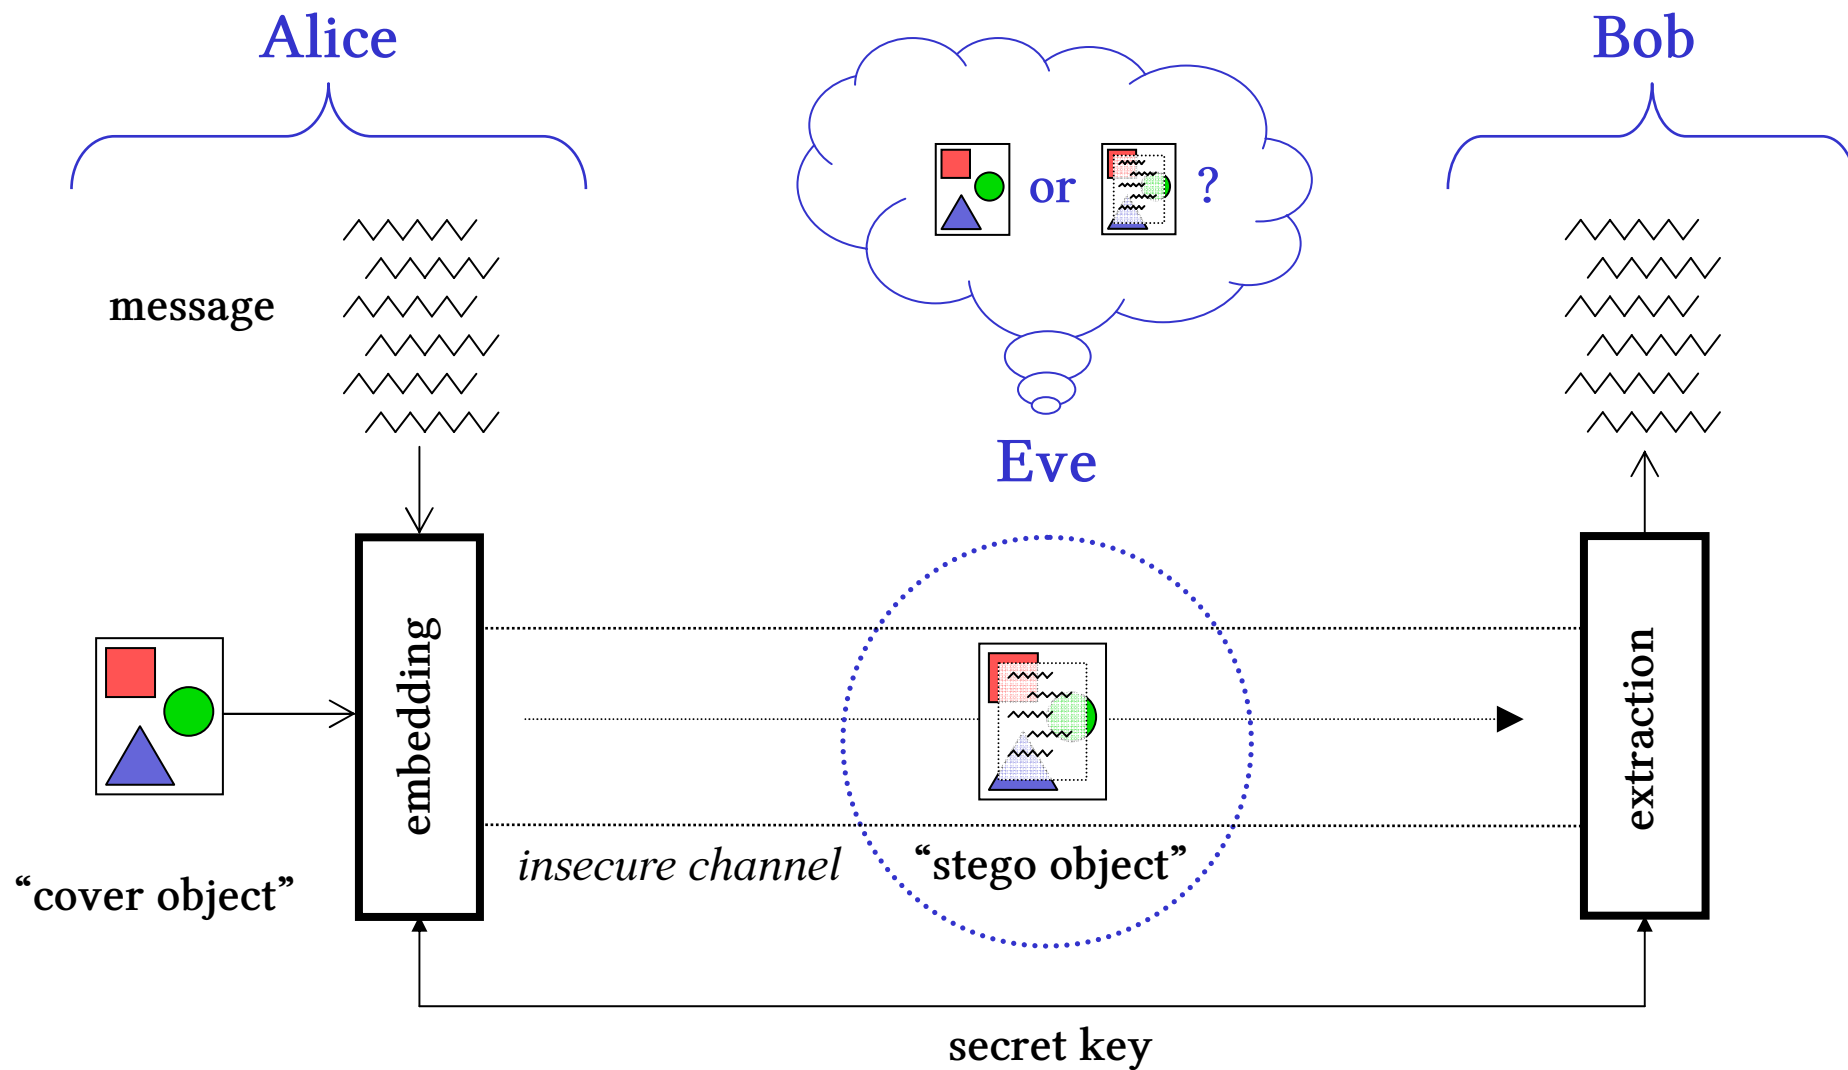 Alice
Bob
or ?
message
Eve
embedding
extraction
insecure channel
“stego object”
“cover object”
secret key